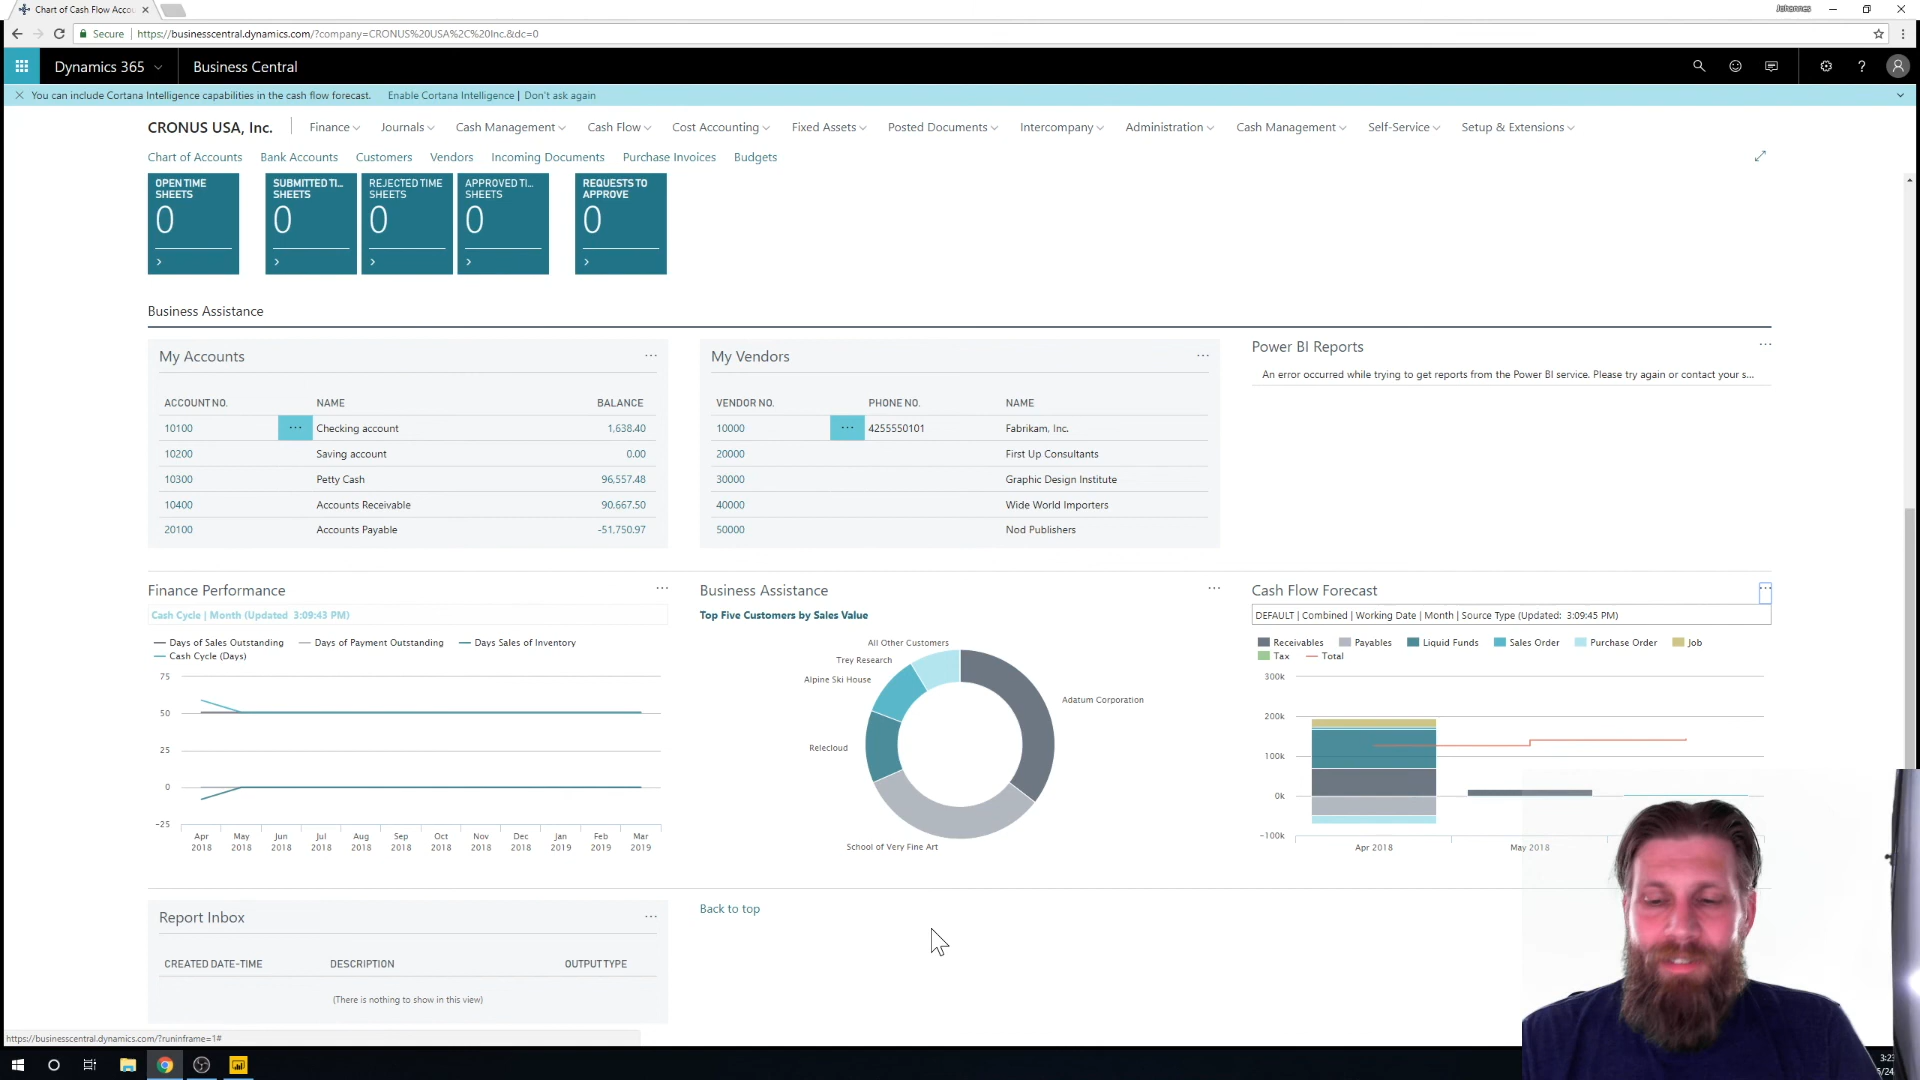 Chart of Cash Flow Acco
Johannes
Secure | https://businesscentral.dynamics.com/?company=CRONUS%20USA%2C%20Inc.&dc=0
Dynamics 365
Business Central
You can include Cortana Intelligence capabilities in the cash flow forecast. Enable Cortana Intelligence | Don't ask again
CRONUS USA, Inc.
Finance Journals Cash Management Cash Flow Cost Accounting Fixed Assets Posted Documents Intercompany Administration Cash Management Self-Service Setup & Extensions
Chart of Accounts Bank Accounts Customers Vendors Incoming Documents Purchase Invoices Budgets
OPEN TIME SHEETS
0
SUBMITTED TI... SHEETS
0
REJECTED TIME SHEETS
0
APPROVED TI... SHEETS
0
REQUESTS TO APPROVE
0
Business Assistance
My Accounts
ACCOUNT NO. NAME BALANCE
10100 Checking account 1,638.40
10200 Saving account 0.00
10300 Petty Cash 96,557.48
10400 Accounts Receivable 90,667.50
20100 Accounts Payable -51,750.97
My Vendors
VENDOR NO. PHONE NO. NAME
10000 4255550101 Fabrikam, Inc.
20000 First Up Consultants
30000 Graphic Design Institute
40000 Wide World Importers
50000 Nod Publishers
Power BI Reports
An error occurred while trying to get reports from the Power BI service. Please try again or contact your s...
Finance Performance
Cash Cycle | Month (Updated 3:09:43 PM)
Days of Sales Outstanding Days of Payment Outstanding Days Sales of Inventory
Cash Cycle (Days)
75
50
25
0
-25
Apr 2018 May 2018 Jun 2018 Jul 2018 Aug 2018 Sep 2018 Oct 2018 Nov 2018 Dec 2018 Jan 2019 Feb 2019 Mar 2019
Business Assistance
Top Five Customers by Sales Value
All Other Customers
Trey Research
Alpine Ski House
Adatum Corporation
Relecloud
School of Very Fine Art
Cash Flow Forecast
DEFAULT | Combined | Working Date | Month | Source Type (Updated: 3:09:45 PM)
Receivables Payables Liquid Funds Sales Order Purchase Order Job
Tax Total
300k
200k
100k
0k
-100k
Apr 2018 May 2018
Report Inbox
CREATED DATE-TIME DESCRIPTION OUTPUT TYPE
(There is nothing to show in this view)
Back to top
https://businesscentral.dynamics.com/?runinframe=1#